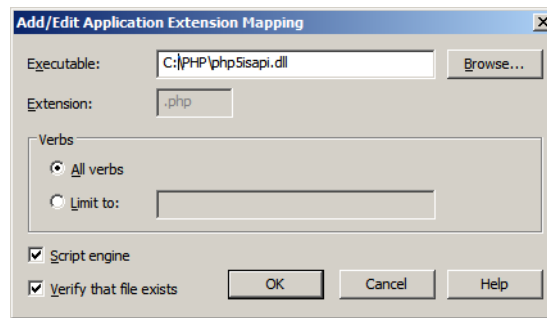 Add/Edit Application Extension Mapping
Executable: C:\PHP\php5isapi.dll Browse...
Extension: .php
Verbs
All verbs
Limit to:
Script engine
Verify that file exists OK Cancel Help